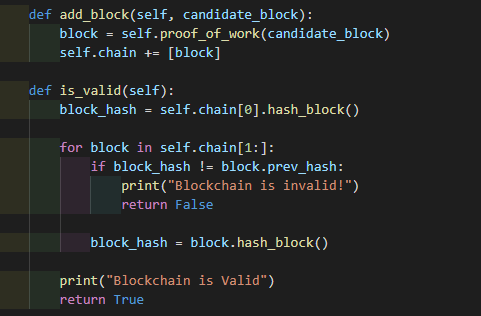 def add_block(self, candidate_block):
block = self.proof_of_work(candidate_block)
self.chain += [block]
def is_valid(self):
block_hash = self.chain[0].hash_block()
for block in self.chain[1:]:
if block_hash != block.prev_hash:
print("Blockchain is invalid!")
return False
block_hash = block.hash_block()
print("Blockchain is Valid")
return True